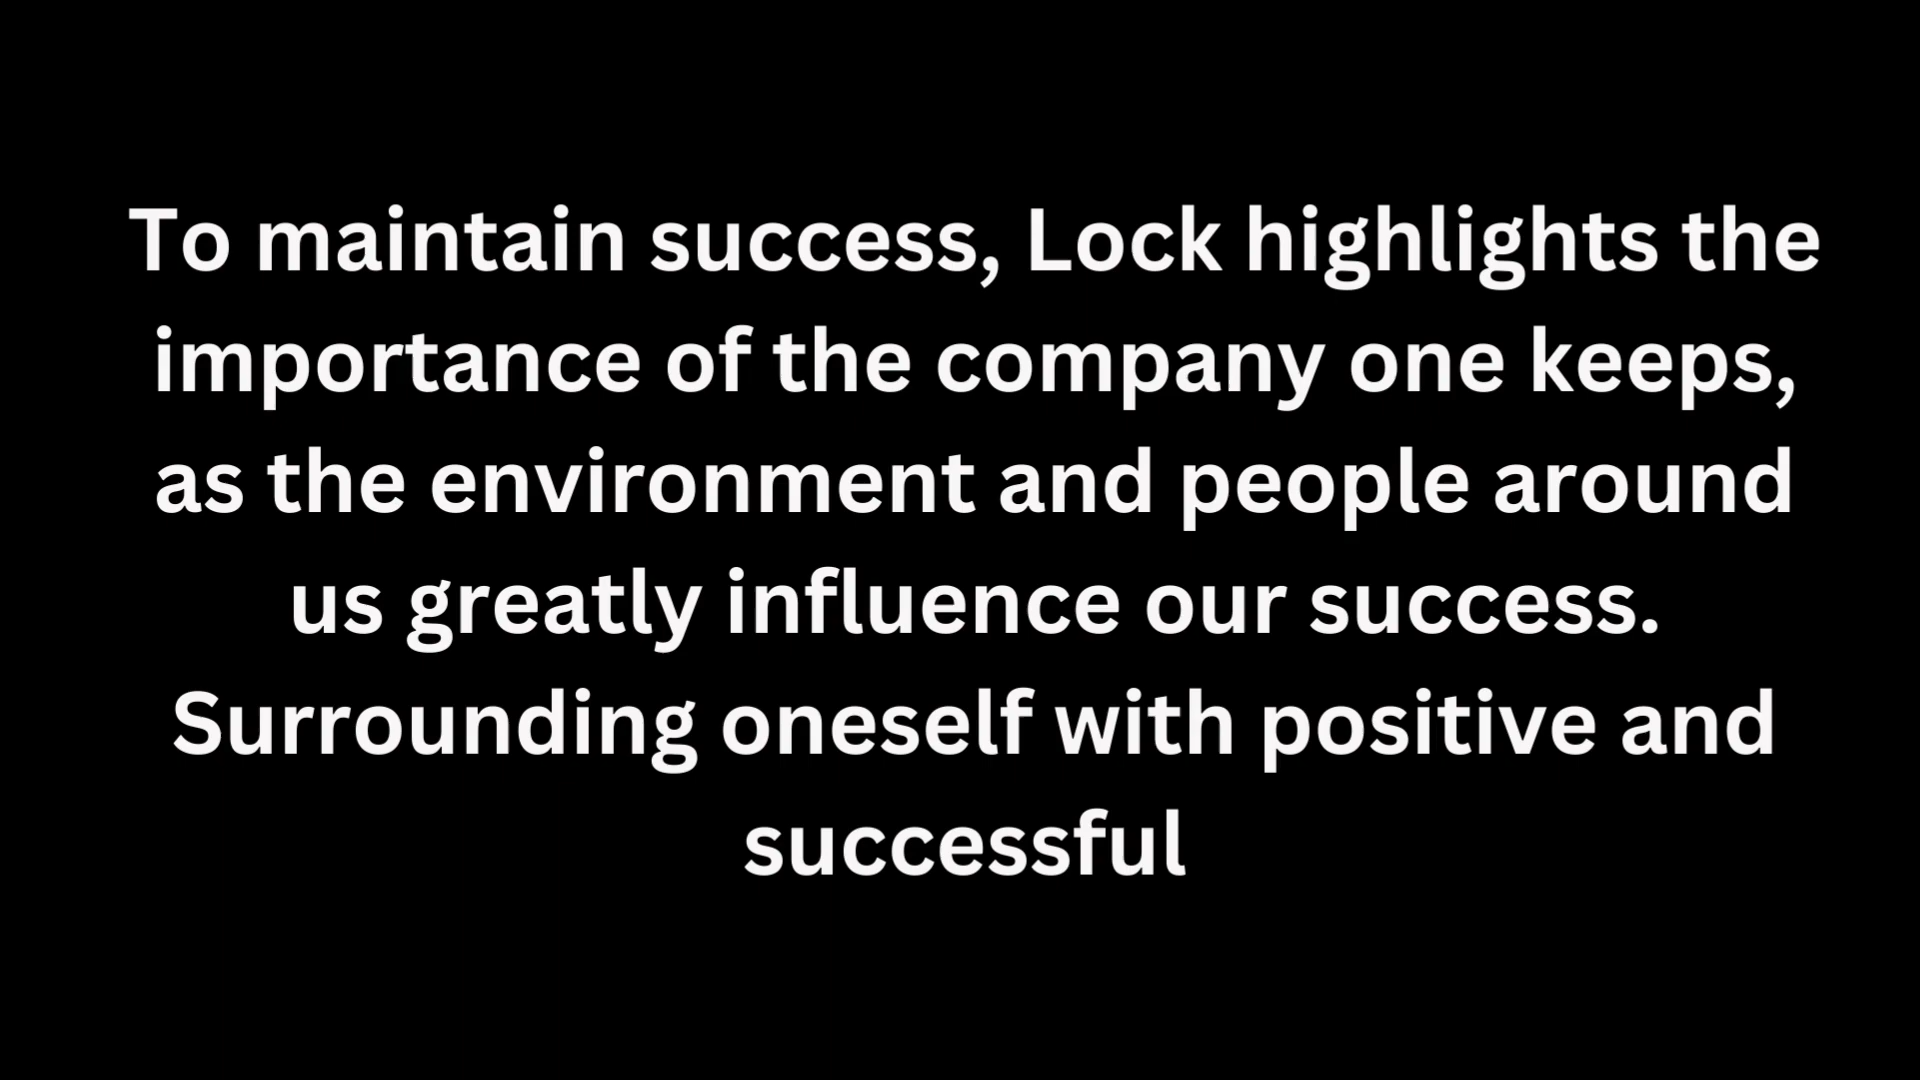 To maintain success, Lock highlights the
importance of the company one keeps,
as the environment and people around
us greatly influence our success.
Surrounding oneself with positive and
successful